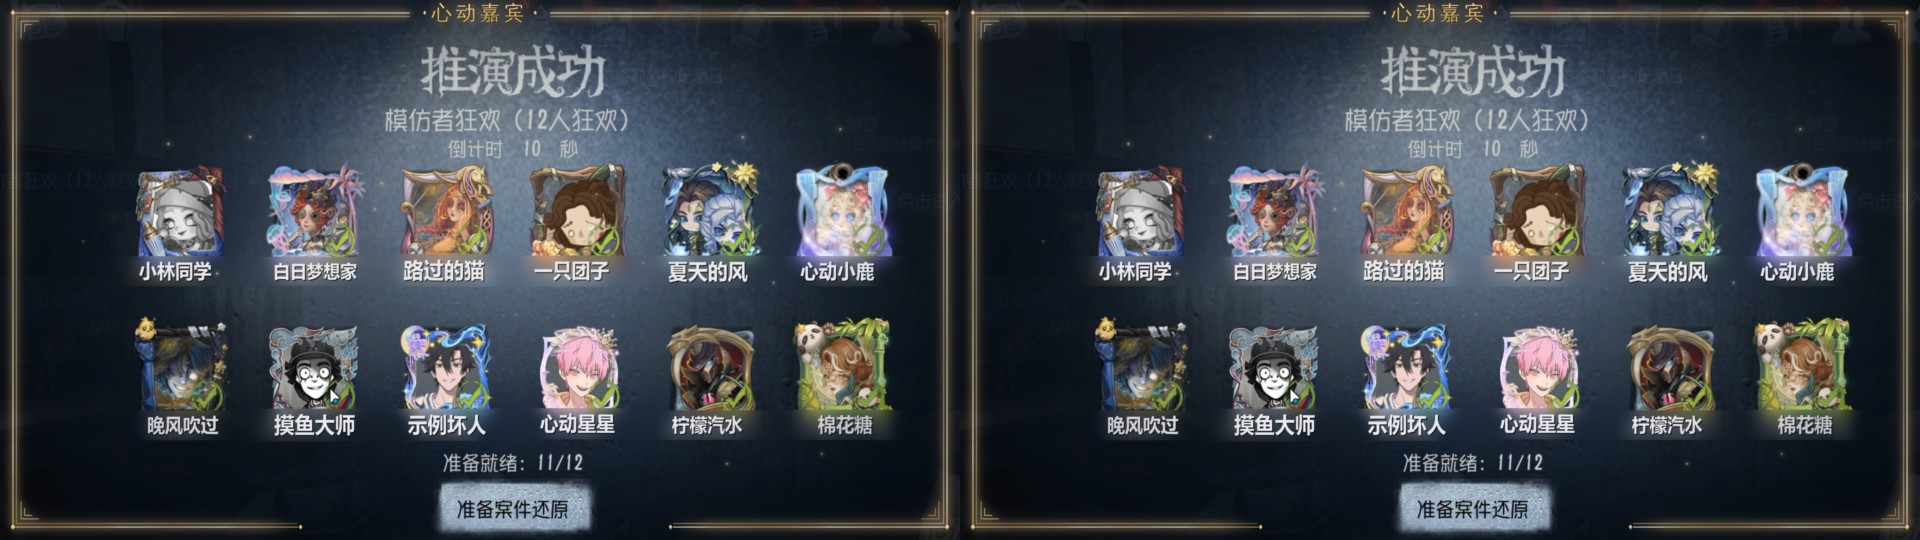 ·心动嘉宾·
推演成功
模仿者狂欢（12人狂欢）
倒计时 10 秒
小林同学 白日梦想家 路过的猫 一只团子 夏天的风 心动小鹿
晚风吹过 摸鱼大师 示例坏人 心动星星 柠檬汽水 棉花糖
准备就绪：11/12
准备案件还原
·心动嘉宾·
推演成功
模仿者狂欢（12人狂欢）
倒计时 10 秒
小林同学 白日梦想家 路过的猫 一只团子 夏天的风 心动小鹿
晚风吹过 摸鱼大师 示例坏人 心动星星 柠檬汽水 棉花糖
准备就绪：11/12
准备案件还原